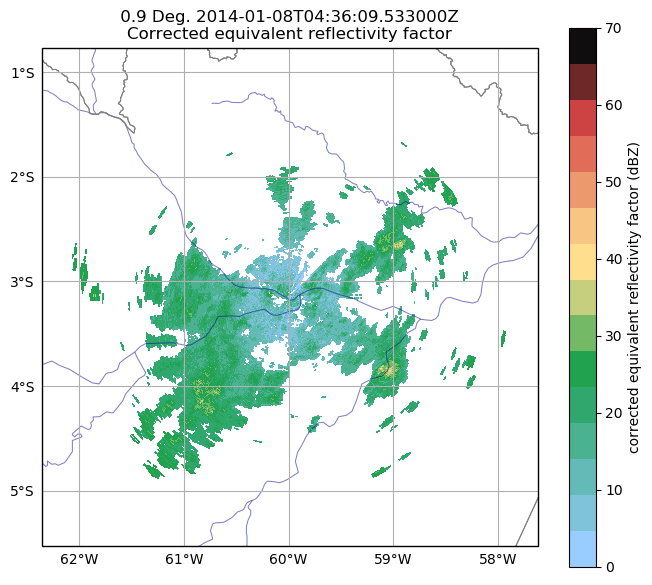 0.9 Deg. 2014-01-08T04:36:09.533000Z
Corrected equivalent reflectivity factor
1°S
2°S
3°S
4°S
5°S
62°W
61°W
60°W
59°W
58°W
70
60
50
40
30
20
10
0
corrected equivalent reflectivity factor (dBZ)